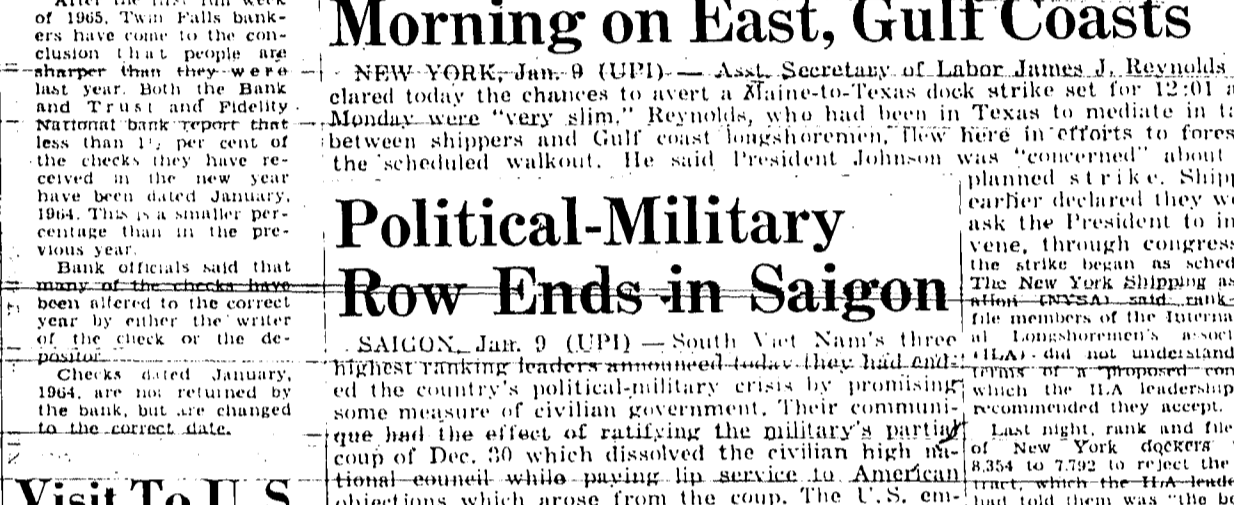 of 1965, Twin Falls bank-
ers have come to the con-
clusion that people are
sharper than they were
last year. Both the Bank
and Trust and Fidelity
National bank report that
less than 1½ per cent of
the checks they have re-
ceived in the new year
have been dated January,
1964. This is a smaller per-
centage than in the pre-
vious year.
Bank officials said that
many of the checks have
been altered to the correct
year by either the writer
of the check or the de-
positor.
Checks dated January,
1964, are not returned by
the bank, but are changed
to the correct date.
Visit To U.S.
Morning on East, Gulf Coasts
NEW YORK, Jan. 9 (UPI) — Asst. Secretary of Labor James J. Reynolds
clared today the chances to avert a Maine-to-Texas dock strike set for 12:01 a
Monday were "very slim." Reynolds, who had been in Texas to mediate in ta
between shippers and Gulf coast longshoremen, flew here in efforts to fores
the scheduled walkout. He said President Johnson was "concerned" about
Political-Military
Row Ends in Saigon
SAIGON, Jan. 9 (UPI) — South Viet Nam's three
highest ranking leaders announced today they had end-
ed the country's political-military crisis by promising
some measure of civilian government. Their communi-
que had the effect of ratifying the military's partial
coup of Dec. 30 which dissolved the civilian high na-
tional council while paying lip service to American
objections which arose from the coup. The U.S. em-
planned strike. Shipp
earlier declared they we
ask the President to in
vene, through congress
the strike began as sched
The New York Shipping as
ation (NYSA) said rank-
file members of the Interna
al Longshoremen's associ
(ILA) did not understand
terms of a proposed con
which the ILA leadership
recommended they accept.
Last night, rank and file
of New York dockers
8,354 to 7,792 to reject the
tract, which the ILA leade
had told them was "the be